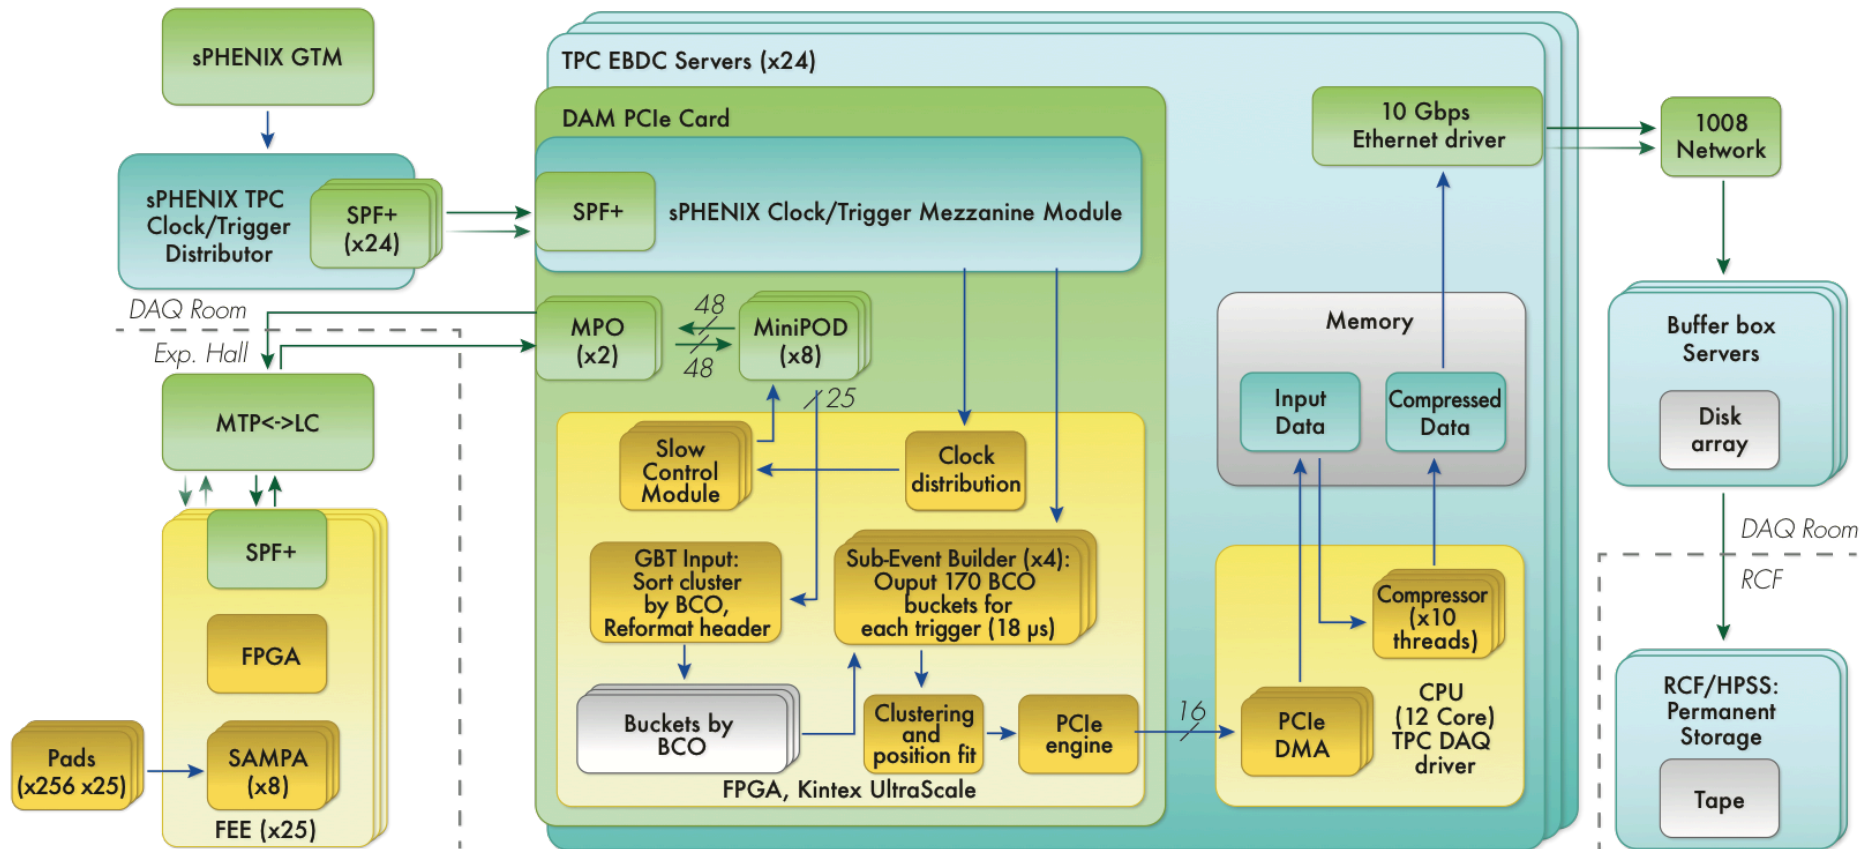 sPHENIX GTM
sPHENIX TPC
Clock/Trigger
Distributor
SPF+
(x24)
DAQ Room
Exp. Hall
MTP<->LC
SPF+
FPGA
SAMPA
(x8)
FEE (x25)
Pads
(x256 x25)
TPC EBDC Servers (x24)
DAM PCIe Card
SPF+
sPHENIX Clock/Trigger Mezzanine Module
MPO
(x2)
48
48
MiniPOD
(x8)
25
Slow
Control
Module
Clock
distribution
GBT Input:
Sort cluster
by BCO,
Reformat header
Sub-Event Builder (x4):
Ouput 170 BCO
buckets for
each trigger (18 µs)
Buckets by
BCO
Clustering
and
position fit
PCIe
engine
FPGA, Kintex UltraScale
16
10 Gbps
Ethernet driver
Memory
Input
Data
Compressed
Data
Compressor
(x10
threads)
PCIe
DMA
CPU
(12 Core)
TPC DAQ
driver
1008
Network
Buffer box
Servers
Disk
array
DAQ Room
RCF
RCF/HPSS:
Permanent
Storage
Tape